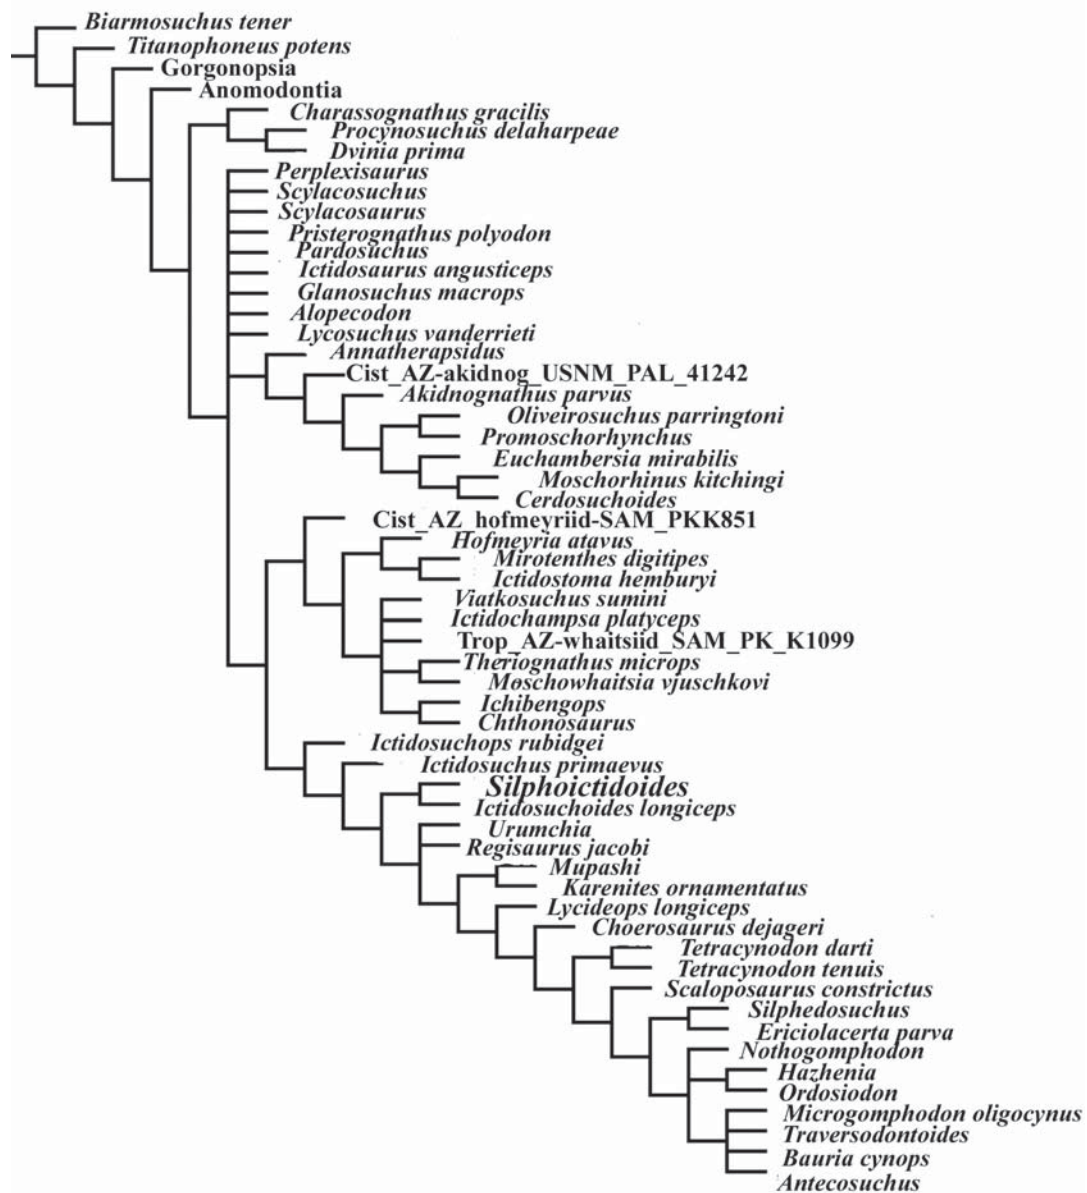 Biarmosuchus tener
Titanophoneus potens
Gorgonopsia
Anomodontia
Charassognathus gracilis
Procynosuchus delaharpeae
Dvinia prima
Perplexisaurus
Scylacosuchus
Scylacosaurus
Pristerognathus polyodon
Pardosuchus
Ictidosaurus angusticeps
Glanosuchus macrops
Alopecodon
Lycosuchus vanderrieti
Annatherapsidus
Cist_AZ-akidnog_USNM_PAL_41242
Akidnognathus parvus
Oliveirosuchus parringtoni
Promoschorhynchus
Euchambersia mirabilis
Moschorhinus kitchingi
Cerdosuchoides
Cist_AZ_hofmeyriid-SAM_PKK851
Hofmeyria atavus
Mirotenthes digitipes
Ictidostoma hemburyi
Viatkosuchus sumini
Ictidochampsa platyceps
Trop_AZ-whaitsiid_SAM_PK_K1099
Theriognathus microps
Moschowhaitsia vjuschkovi
Ichibengops
Chthonosaurus
Ictidosuchops rubidgei
Ictidosuchus primaevus
Silphoictidoides
Ictidosuchoides longiceps
Urumchia
Regisaurus jacobi
Mupashi
Karenites ornamentatus
Lycideops longiceps
Choerosaurus dejageri
Tetracynodon darti
Tetracynodon tenuis
Scaloposaurus constrictus
Silphedosuchus
Ericiolacerta parva
Nothogomphodon
Hazhenia
Ordosiodon
Microgomphodon oligocynus
Traversodontoides
Bauria cynops
Antecosuchus